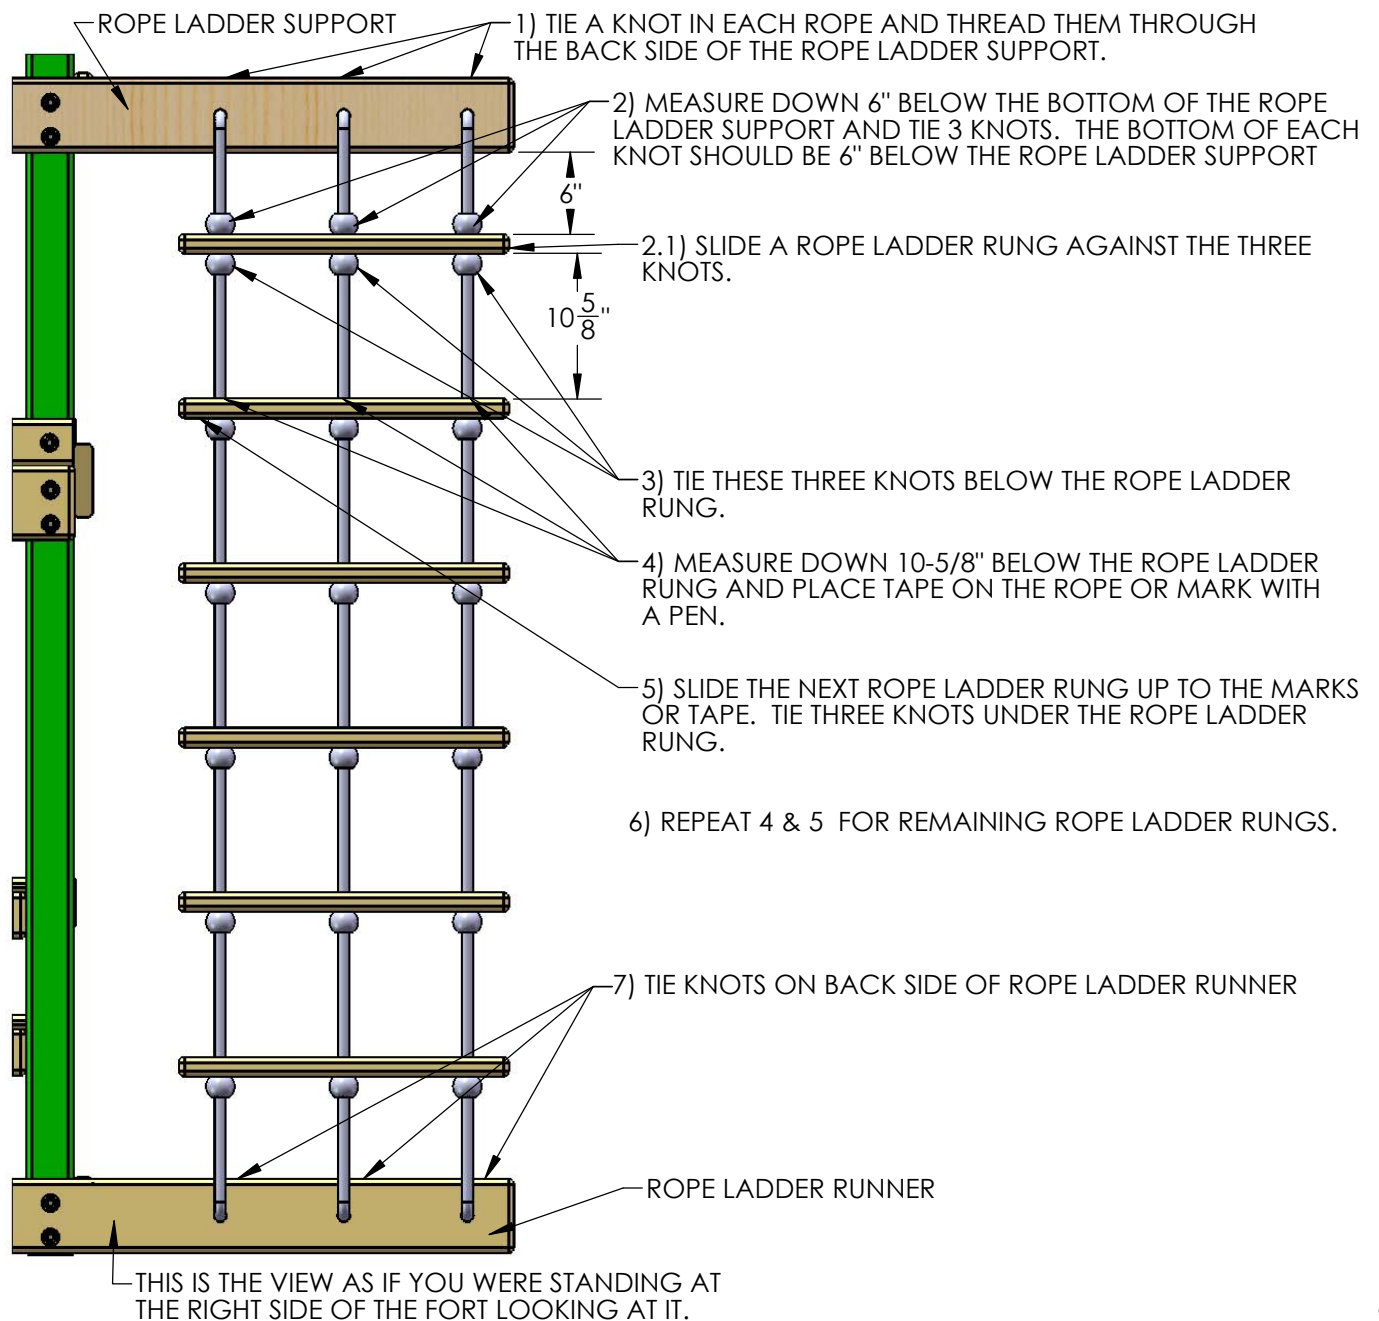 ROPE LADDER SUPPORT
1) TIE A KNOT IN EACH ROPE AND THREAD THEM THROUGH
THE BACK SIDE OF THE ROPE LADDER SUPPORT.
2) MEASURE DOWN 6" BELOW THE BOTTOM OF THE ROPE
LADDER SUPPORT AND TIE 3 KNOTS.  THE BOTTOM OF EACH
KNOT SHOULD BE 6" BELOW THE ROPE LADDER SUPPORT
6"
2.1) SLIDE A ROPE LADDER RUNG AGAINST THE THREE
KNOTS.
10 5/8"
3) TIE THESE THREE KNOTS BELOW THE ROPE LADDER
RUNG.
4) MEASURE DOWN 10-5/8" BELOW THE ROPE LADDER
RUNG AND PLACE TAPE ON THE ROPE OR MARK WITH
A PEN.
5) SLIDE THE NEXT ROPE LADDER RUNG UP TO THE MARKS
OR TAPE.  TIE THREE KNOTS UNDER THE ROPE LADDER
RUNG.
6) REPEAT 4 & 5  FOR REMAINING ROPE LADDER RUNGS.
7) TIE KNOTS ON BACK SIDE OF ROPE LADDER RUNNER
ROPE LADDER RUNNER
THIS IS THE VIEW AS IF YOU WERE STANDING AT
THE RIGHT SIDE OF THE FORT LOOKING AT IT.